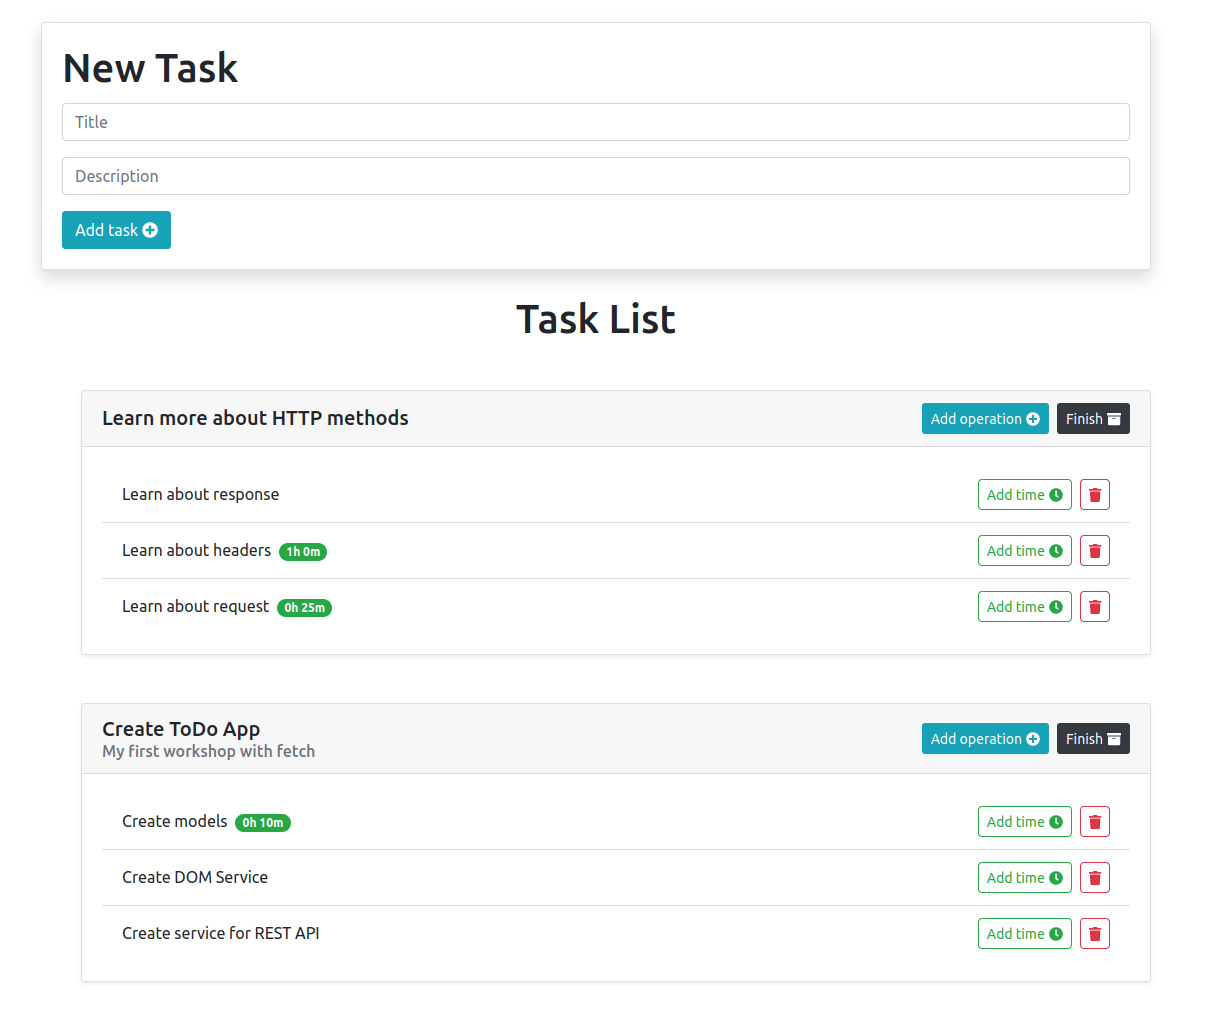 New Task
Title
Description
Add task
Task List
Learn more about HTTP methods Add operation Finish
Learn about response Add time
Learn about headers 1h 0m Add time
Learn about request 0h 25m Add time
Create ToDo App Add operation Finish
My first workshop with fetch
Create models 0h 10m Add time
Create DOM Service Add time
Create service for REST API Add time